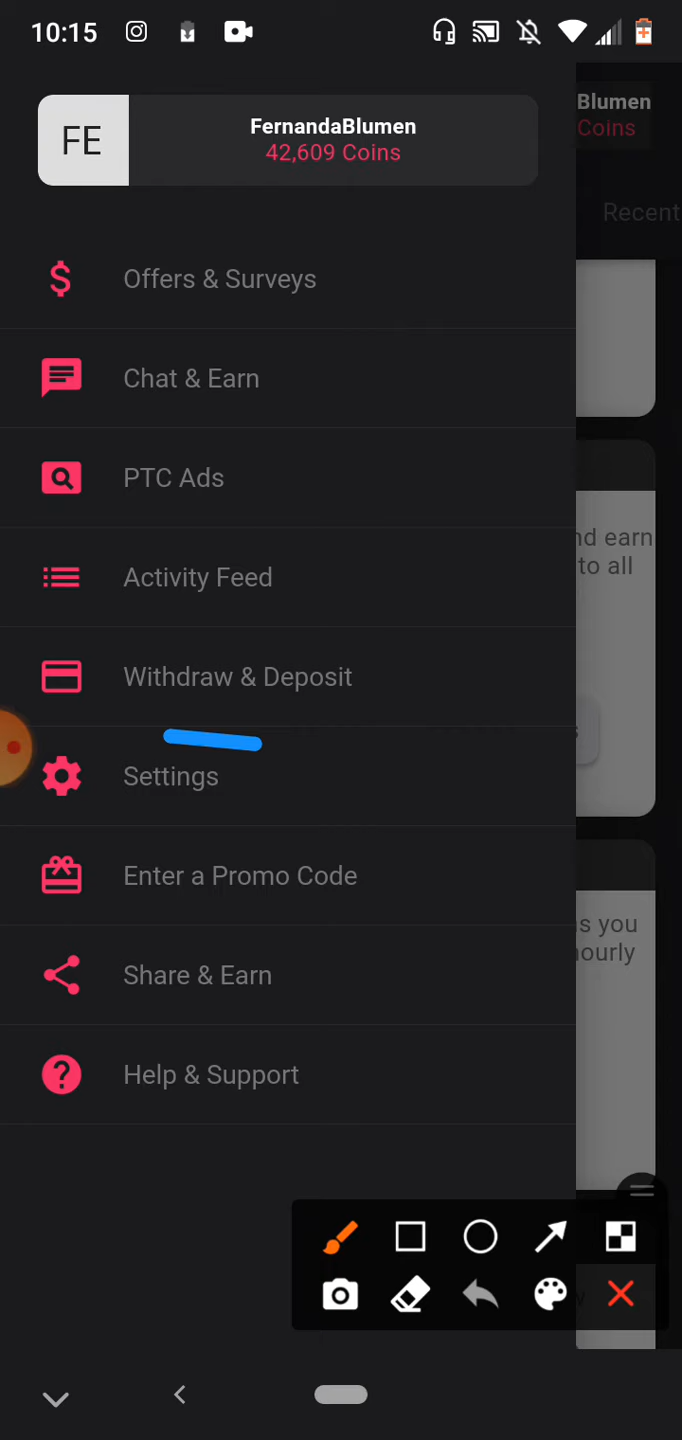 10:15
FE
FernandaBlumen
42,609 Coins
Blumen
Coins
Recent
Offers & Surveys
Chat & Earn
PTC Ads
nd earn
to all
Activity Feed
Withdraw & Deposit
s
Settings
Enter a Promo Code
s you
hourly
Share & Earn
Help & Support